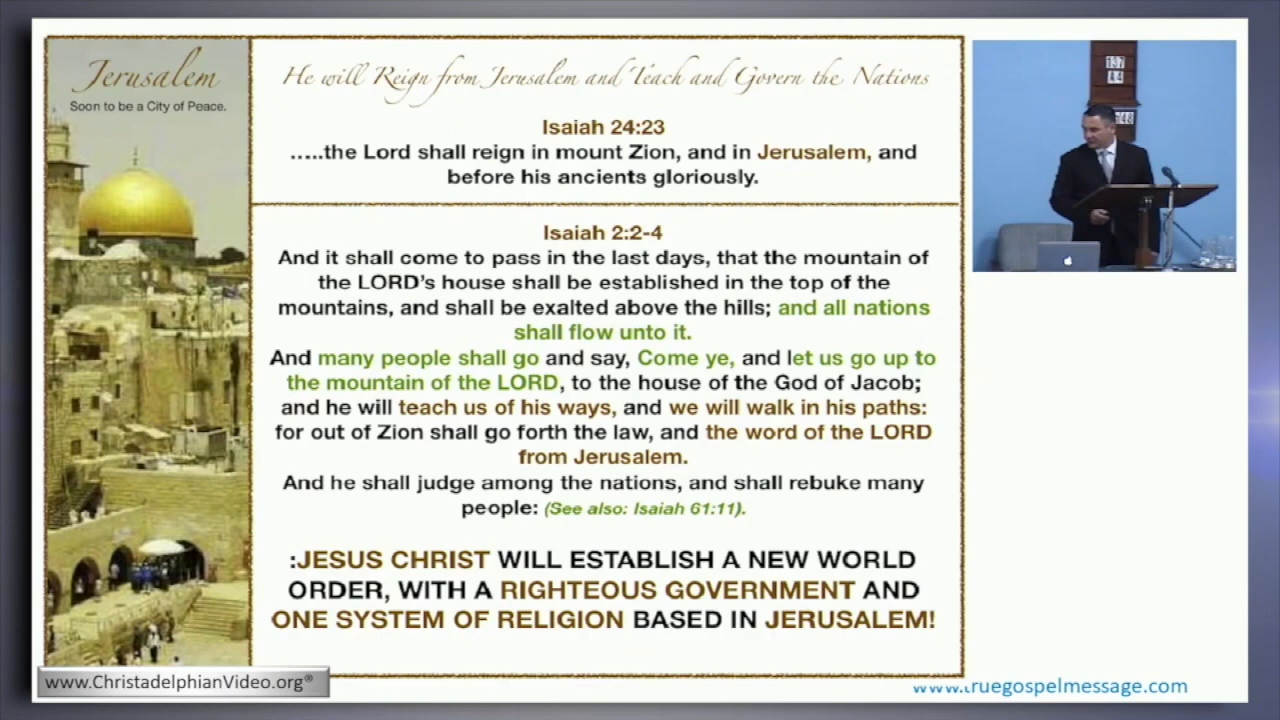 Jerusalem
Soon to be a City of Peace.
He will Reign from Jerusalem and Teach and Govern the Nations
Isaiah 24:23
.....the Lord shall reign in mount Zion, and in Jerusalem, and
before his ancients gloriously.
Isaiah 2:2-4
And it shall come to pass in the last days, that the mountain of
the LORD’s house shall be established in the top of the
mountains, and shall be exalted above the hills; and all nations
shall flow unto it.
And many people shall go and say, Come ye, and let us go up to
the mountain of the LORD, to the house of the God of Jacob;
and he will teach us of his ways, and we will walk in his paths:
for out of Zion shall go forth the law, and the word of the LORD
from Jerusalem.
And he shall judge among the nations, and shall rebuke many
people: (See also: Isaiah 61:11).
:JESUS CHRIST WILL ESTABLISH A NEW WORLD
ORDER, WITH A RIGHTEOUS GOVERNMENT AND
ONE SYSTEM OF RELIGION BASED IN JERUSALEM!
137
44
www.ChristadelphianVideo.org®
www.truegospelmessage.com